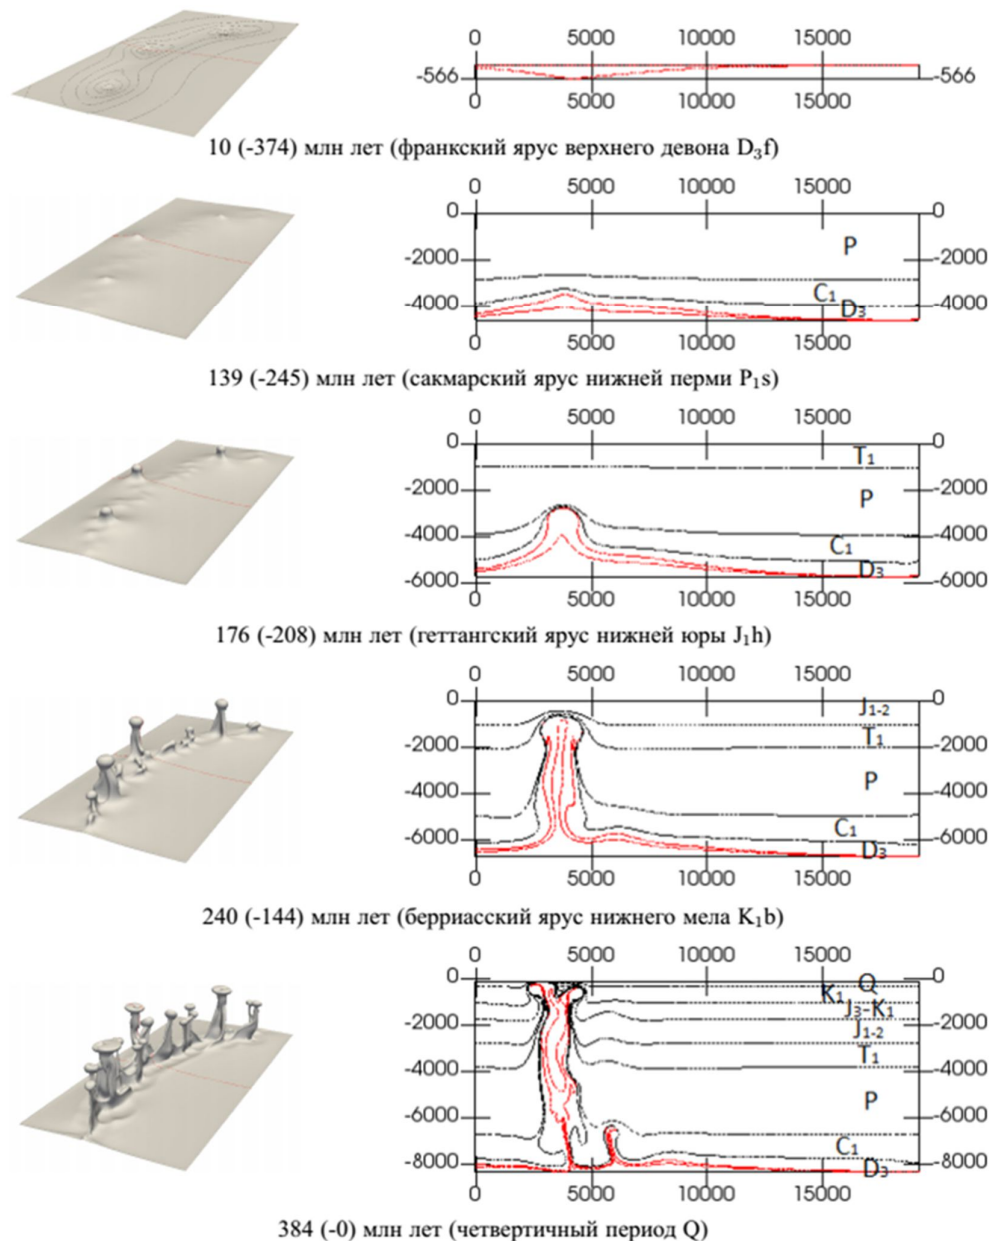 0 5000 10000 15000
-566 -566
0 5000 10000 15000
10 (-374) млн лет (франкский ярус верхнего девона D₃f)
0 5000 10000 15000
0 0
P
-2000 -2000
C₁
-4000 D₃ -4000
0 5000 10000 15000
139 (-245) млн лет (сакмарский ярус нижней перми P₁s)
0 5000 10000 15000
0 0
T₁
-2000 P -2000
-4000 -4000
C₁
D₃
-6000 -6000
0 5000 10000 15000
176 (-208) млн лет (геттангский ярус нижней юры J₁h)
0 5000 10000 15000
0 0
J₁₋₂
T₁
-2000 -2000
P
-4000 -4000
C₁
-6000 -6000
D₃
0 5000 10000 15000
240 (-144) млн лет (берриасский ярус нижнего мела K₁b)
0 5000 10000 15000
0 Q 0
K₁
J₃-K₁
-2000 -2000
J₁₋₂
T₁
-4000 -4000
P
-6000 -6000
C₁
-8000 D₃ -8000
0 5000 10000 15000
384 (-0) млн лет (четвертичный период Q)